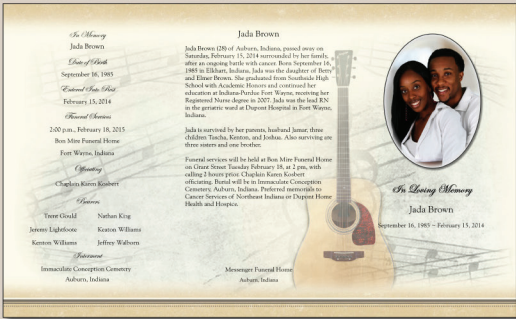 In Memory
Jada Brown
Date of Birth
September 16, 1985
Entered Into Rest
February 15, 2014
Funeral Services
2:00 p.m., February 18, 2015
Bon Mire Funeral Home
Fort Wayne, Indiana
Officiating
Chaplain Karen Kosbert
Bearers
Trent Gould Nathan King
Jeremy Lightfoote Keaton Williams
Kenton Williams Jeffrey Walborn
Interment
Immaculate Conception Cemetery
Auburn, Indiana
Jada Brown
Jada Brown (28) of Auburn, Indiana, passed away on
Saturday, February 15, 2014 surrounded by her family,
after an ongoing battle with cancer. Born September 16,
1985 in Elkhart, Indiana, Jada was the daughter of Betty
and Elmer Brown. She graduated from Southside High
School with Academic Honors and continued her
education at Indiana-Purdue Fort Wayne, receiving her
Registered Nurse degree in 2007. Jada was the lead RN
in the geriatric ward at Dupont Hospital in Fort Wayne,
Indiana.
Jada is survived by her parents, husband Jamar, three
children Tascha, Kenton, and Joshua. Also surviving are
three sisters and one brother.
Funeral services will be held at Bon Mire Funeral Home
on Grant Street Tuesday February 18, at 2 pm, with
calling 2 hours prior. Chaplain Karen Kosbert
officiating. Burial will be in Immaculate Conception
Cemetery, Auburn, Indiana. Preferred memorials to
Cancer Services of Northeast Indiana or Dupont Home
Health and Hospice.
Messenger Funeral Home
Auburn, Indiana
In Loving Memory
Jada Brown
September 16, 1985 ~ February 15, 2014